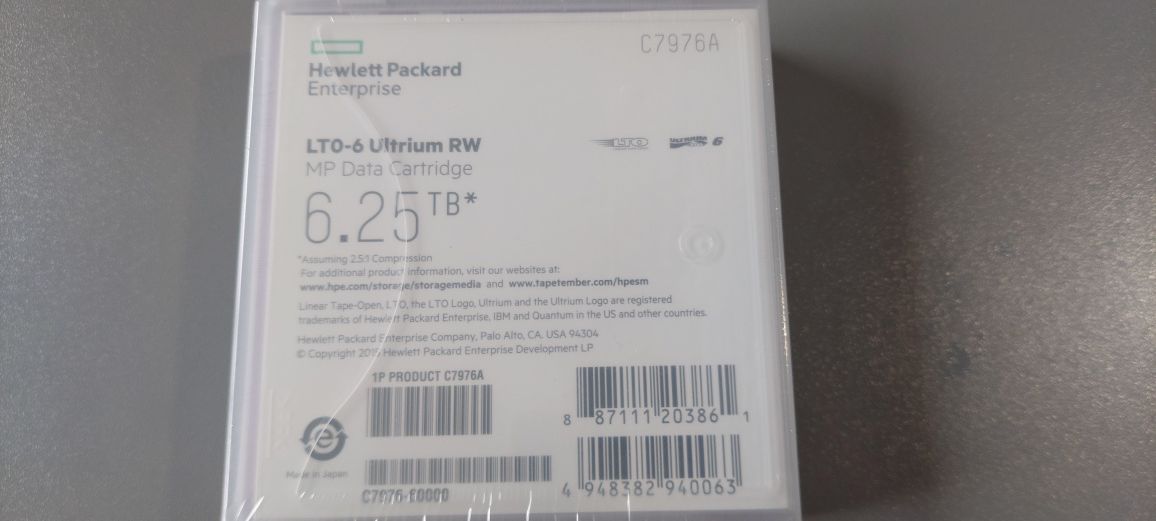 C7976A
Hewlett Packard
Enterprise
LTO-6 Ultrium RW
MP Data Cartridge
6.25 TB*
LTO
ULTRIUM 6
*Assuming 2.5:1 Compression
For additional product information, visit our websites at:
www.hpe.com/storage/storagemedia and www.tapetember.com/hpesm
Linear Tape-Open, LTO, the LTO Logo, Ultrium and the Ultrium Logo are registered
trademarks of Hewlett Packard Enterprise, IBM and Quantum in the US and other countries.
Hewlett Packard Enterprise Company, Palo Alto, CA. USA 94304
© Copyright 2015 Hewlett Packard Enterprise Development LP
1P PRODUCT C7976A
8 87111 20386 1
e
Made in Japan
C7976-60000
4 948382 940063